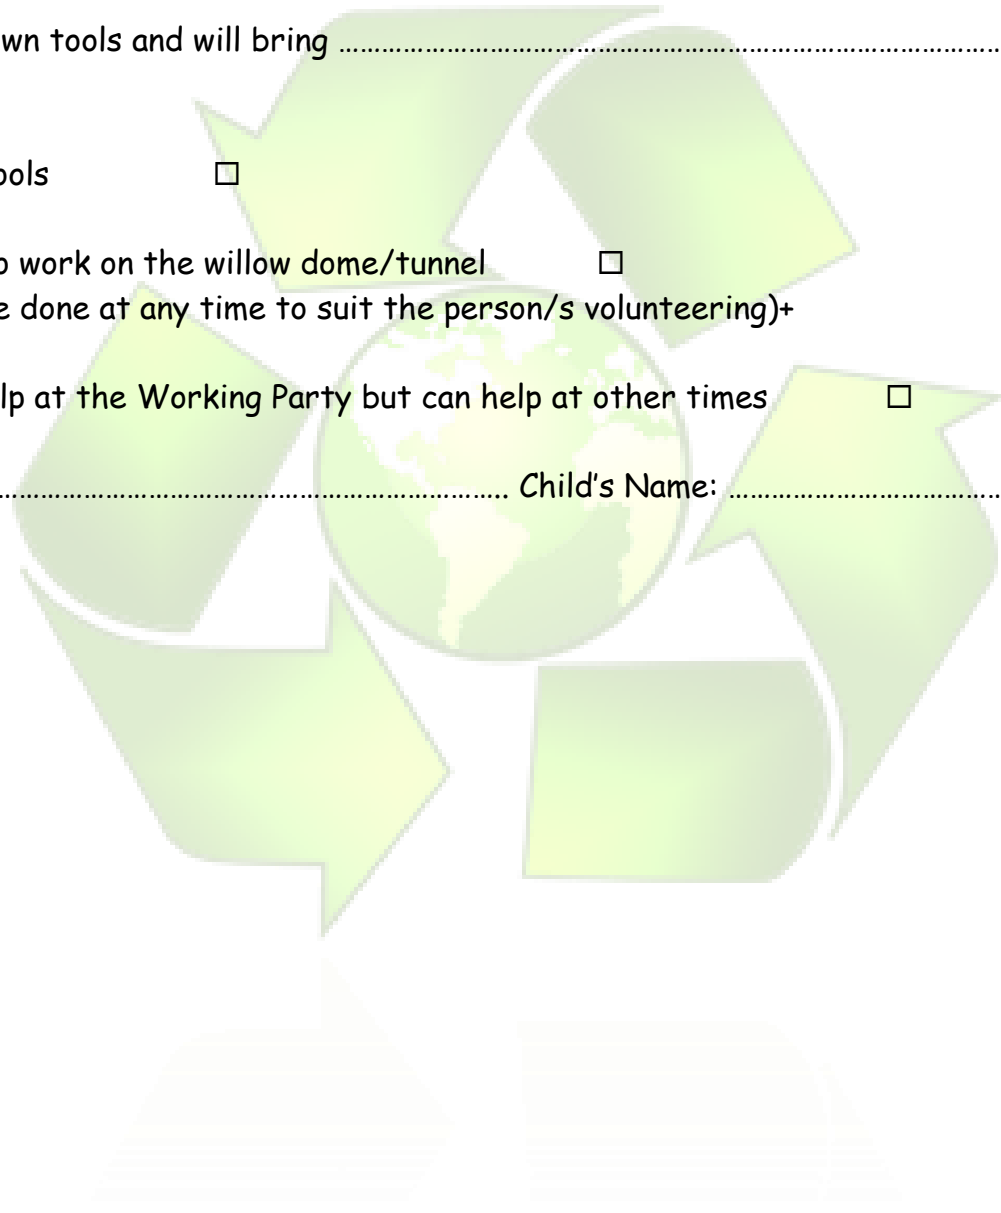 wn tools and will bring ……………………………………………………………………………………
ools □
o work on the willow dome/tunnel □
e done at any time to suit the person/s volunteering)+
lp at the Working Party but can help at other times □
……………………………………………………………….. Child's Name: …………………………………